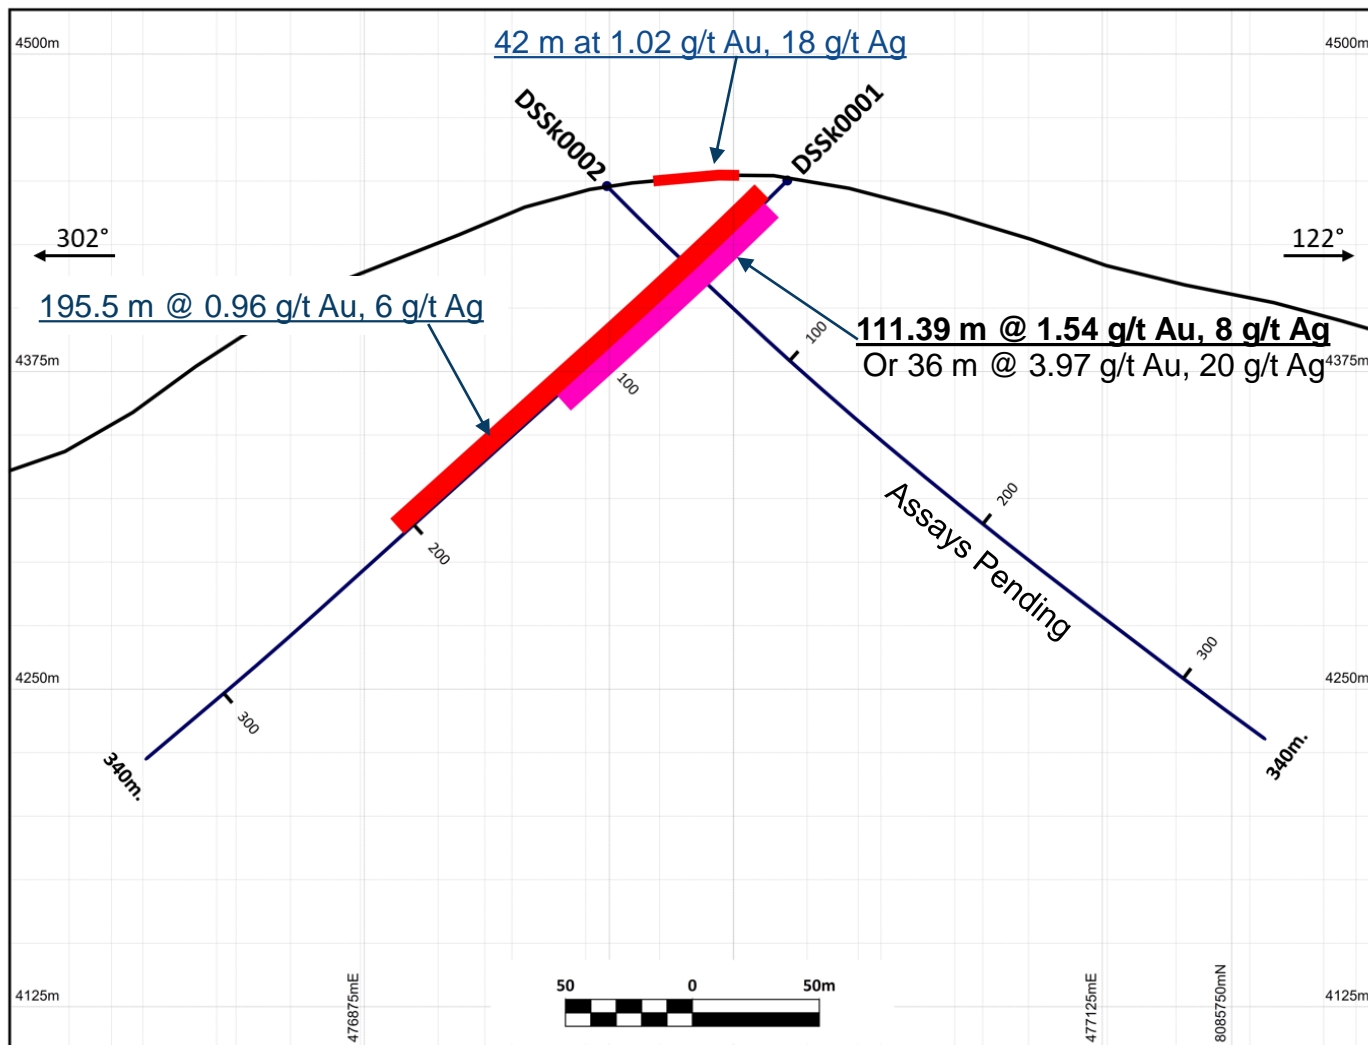 4500m
42 m at 1.02 g/t Au, 18 g/t Ag
4500m
DSSk0002
DSSk0001
302°
122°
195.5 m @ 0.96 g/t Au, 6 g/t Ag
111.39 m @ 1.54 g/t Au, 8 g/t Ag
Or 36 m @ 3.97 g/t Au, 20 g/t Ag
4375m
4375m
100
100
200
200
Assays Pending
4250m
4250m
300
300
340m.
340m.
4125m
4125m
476875mE
50 0 50m
477125mE
8085750mN